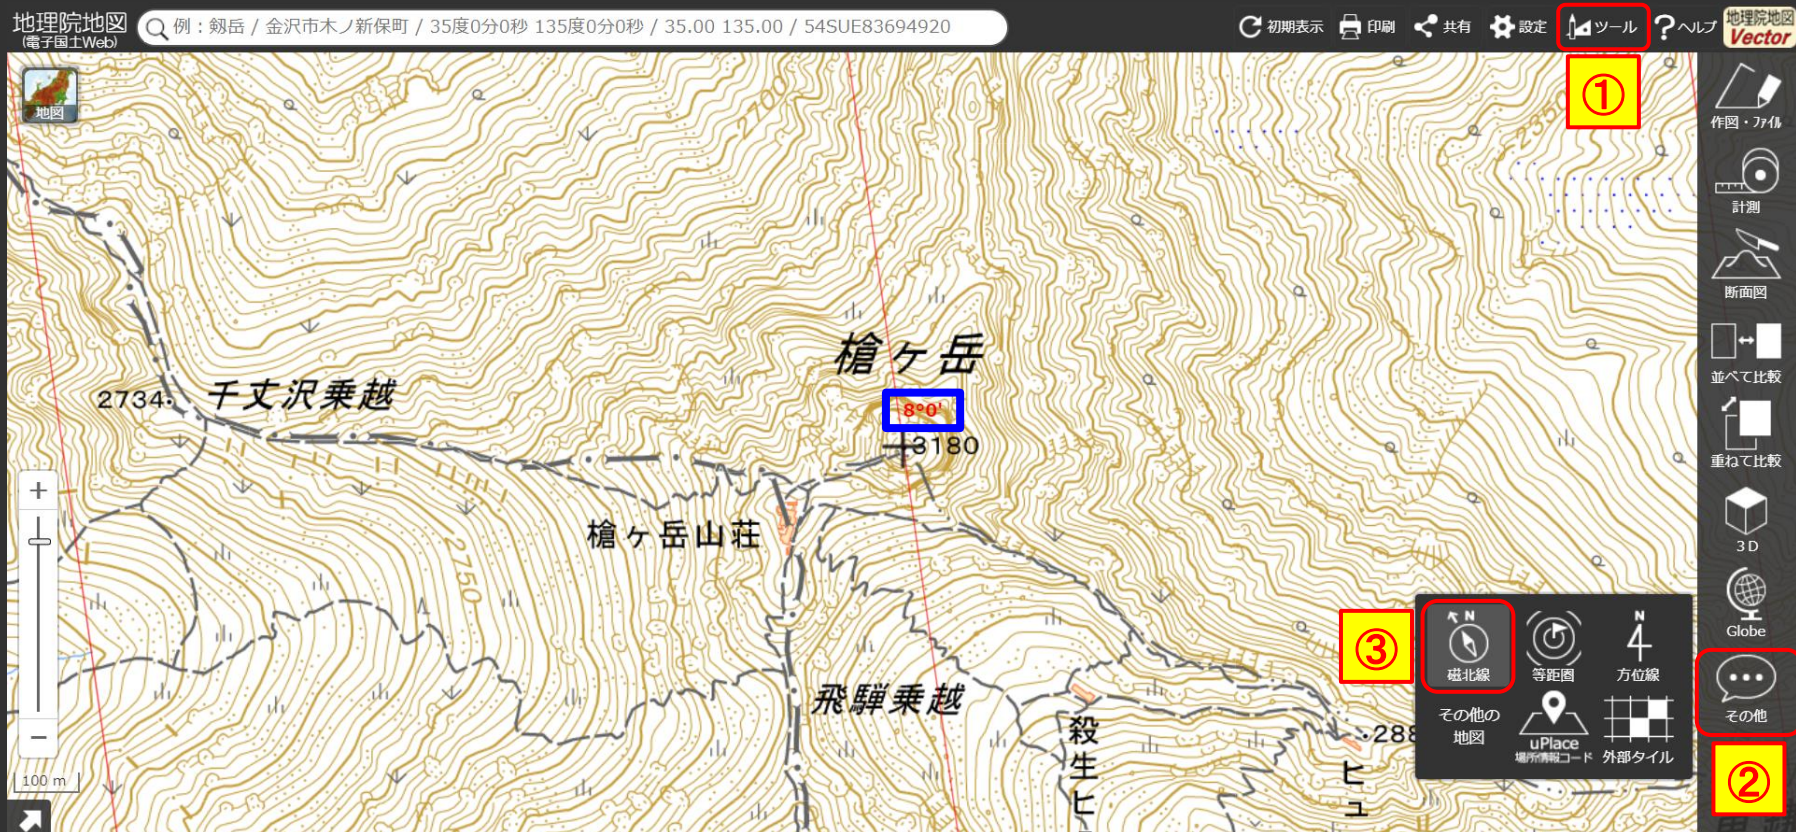 地理院地図
(電子国土Web)
例：剱岳 / 金沢市木ノ新保町 / 35度0分0秒 135度0分0秒 / 35.00 135.00 / 54SUE83694920
初期表示
印刷
共有
設定
ツール
?ヘルプ
地理院地図
Vector
①
地図
作図・ファイル
計測
断面図
並べて比較
重ねて比較
3D
Globe
その他
②
槍ヶ岳
8°0'
3180
2734
千丈沢乗越
槍ヶ岳山荘
2750
2350
飛騨乗越
殺生ヒ
ヒュ
288
③
磁北線
等距圏
方位線
その他の
地図
uPlace
場所情報コード
外部タイル
+
−
100 m